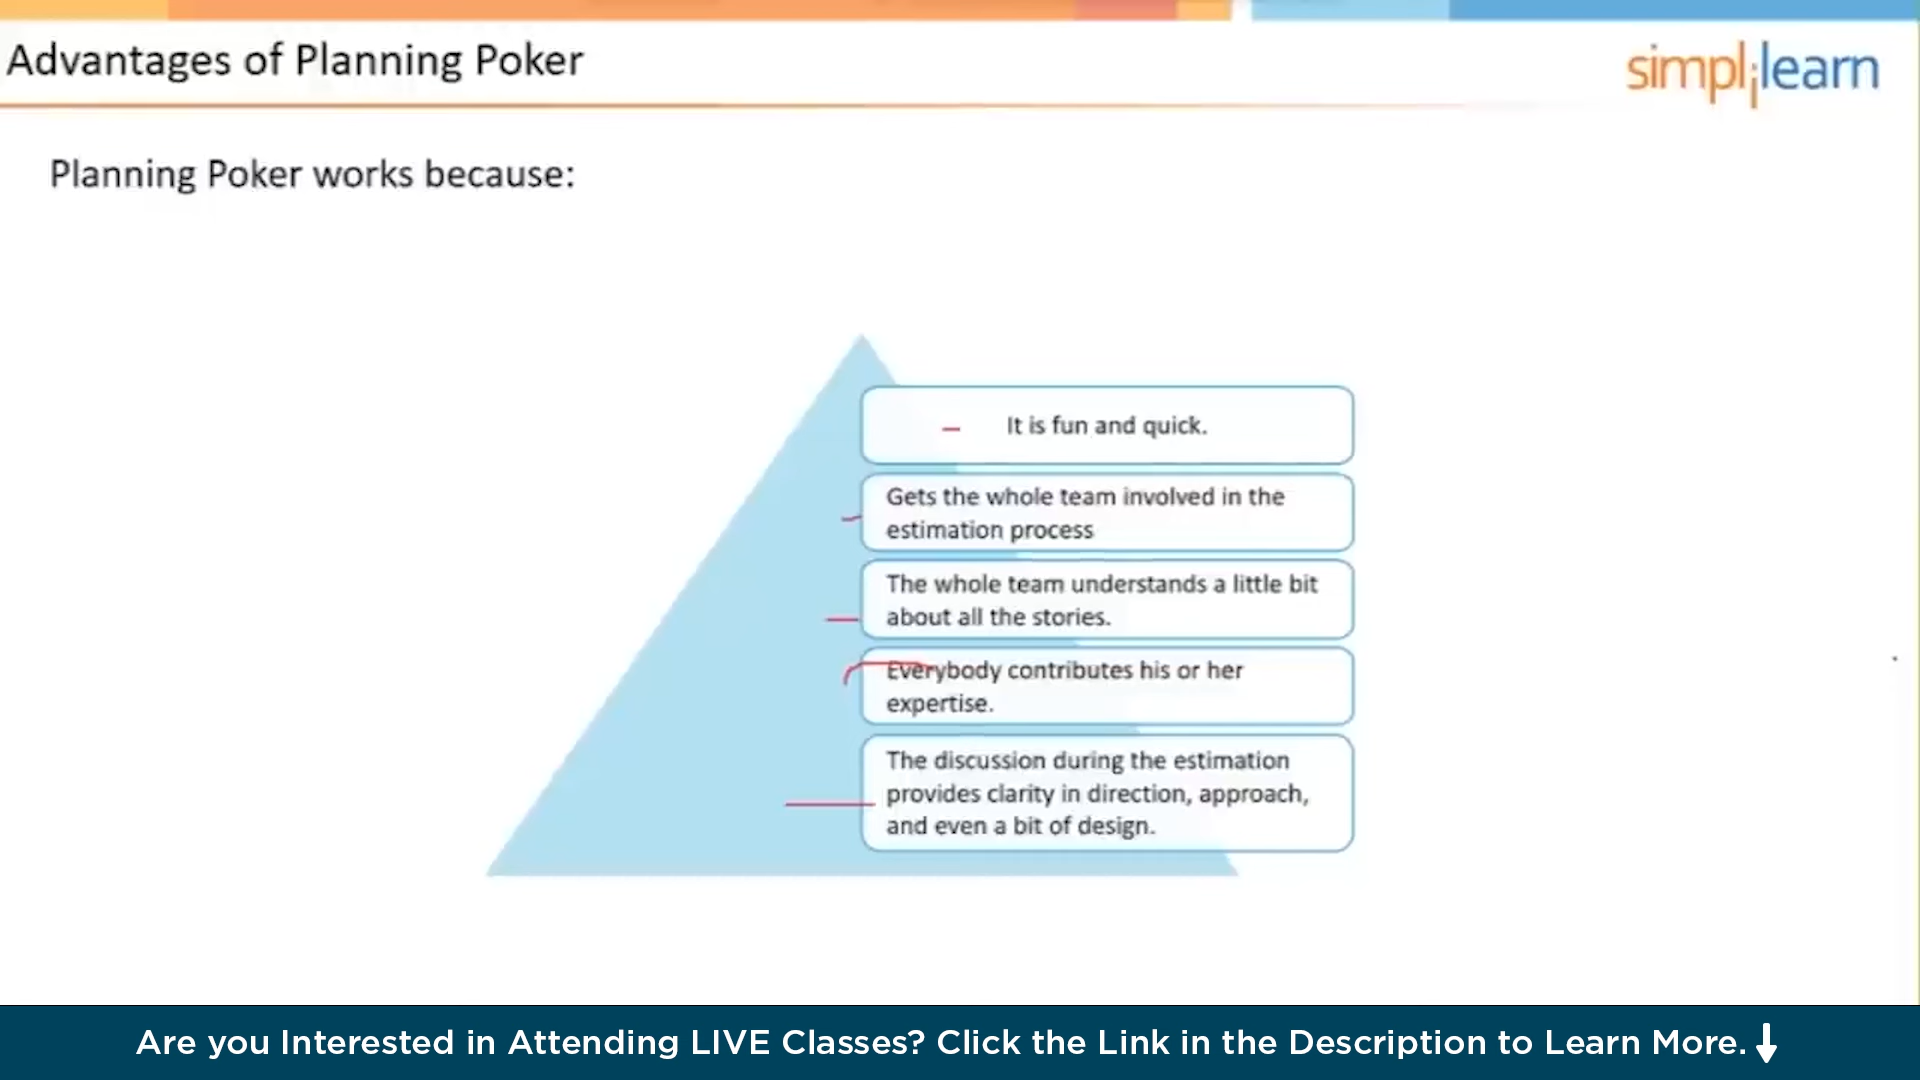 Advantages of Planning Poker
simplilearn
Planning Poker works because:
It is fun and quick.
Gets the whole team involved in the
estimation process
The whole team understands a little bit
about all the stories.
Everybody contributes his or her
expertise.
The discussion during the estimation
provides clarity in direction, approach,
and even a bit of design.
Are you Interested in Attending LIVE Classes? Click the Link in the Description to Learn More.